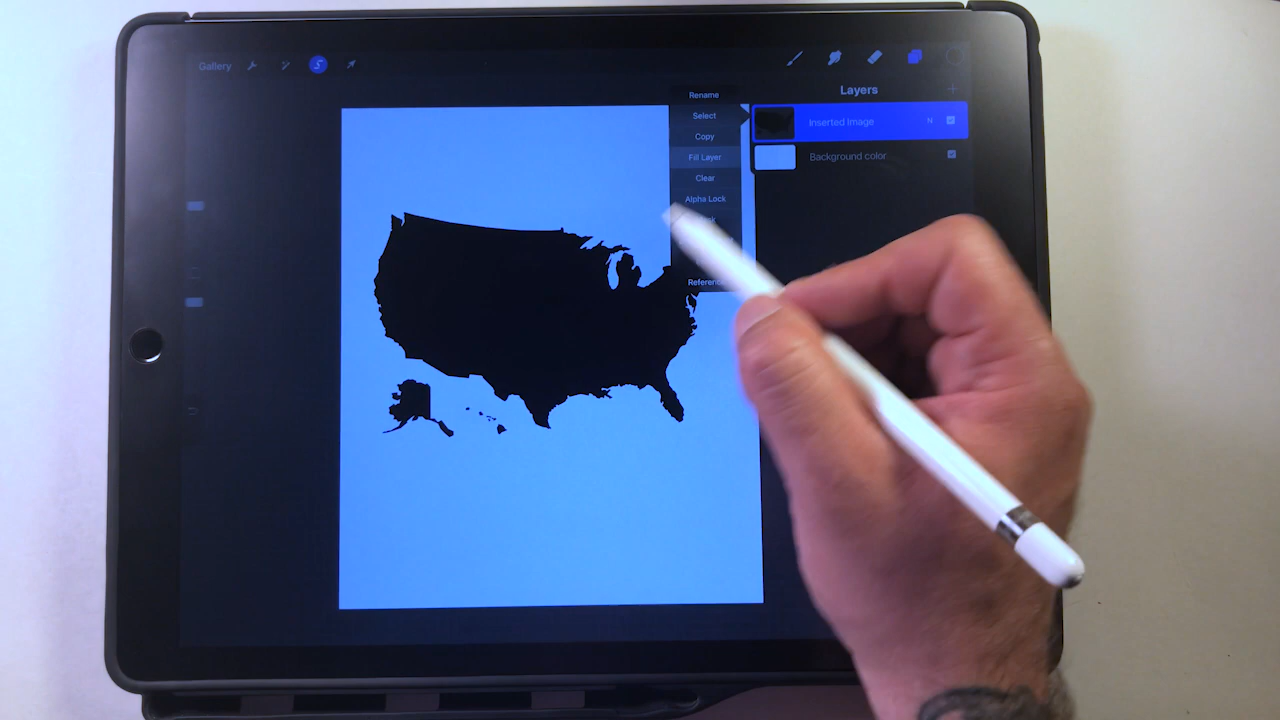 Gallery
Layers
Rename
Select
Copy
Fill Layer
Clear
Alpha Lock
Inserted Image N
Background color